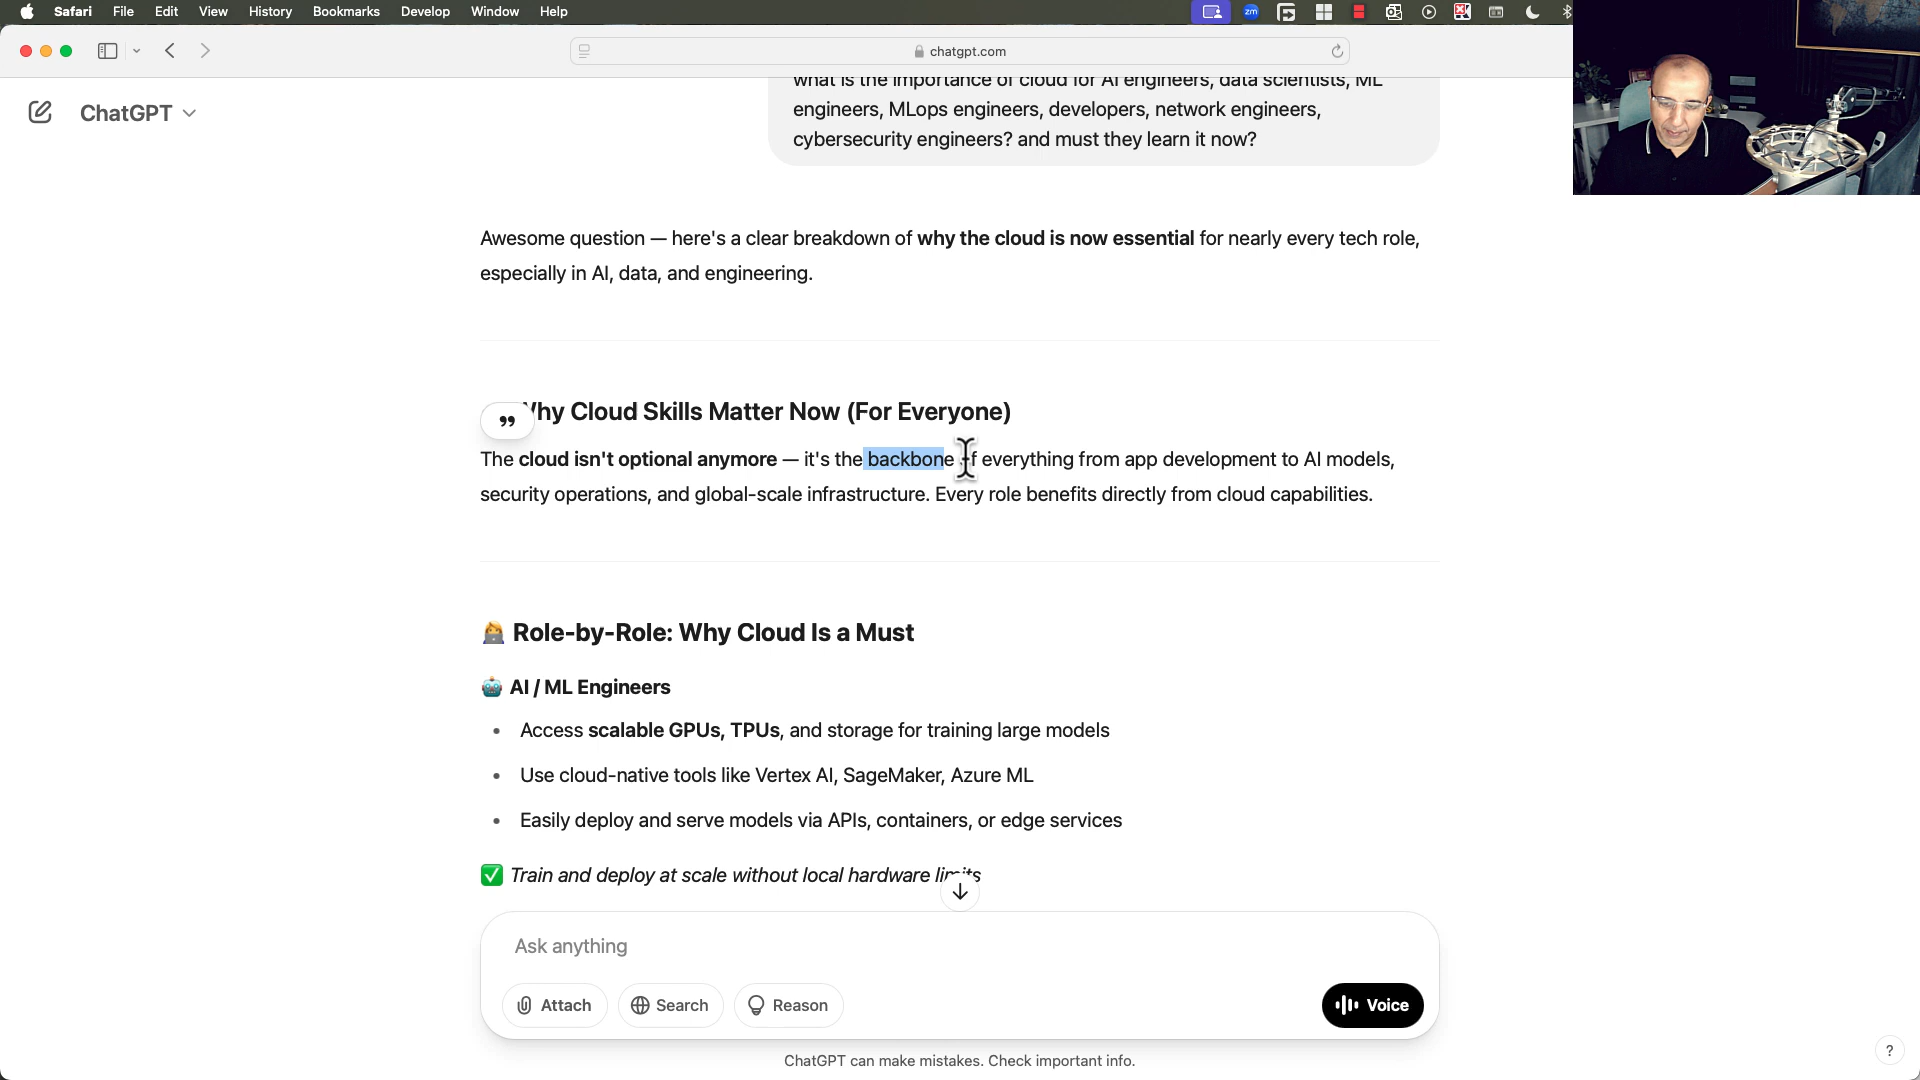 Safari File Edit View History Bookmarks Develop Window Help
zm
chatgpt.com
ChatGPT
what is the importance of cloud for AI engineers, data scientists, ML
engineers, MLops engineers, developers, network engineers,
cybersecurity engineers? and must they learn it now?
Awesome question — here's a clear breakdown of why the cloud is now essential for nearly every tech role,
especially in AI, data, and engineering.
Why Cloud Skills Matter Now (For Everyone)
The cloud isn't optional anymore — it's the backbone of everything from app development to AI models,
security operations, and global-scale infrastructure. Every role benefits directly from cloud capabilities.
Role-by-Role: Why Cloud Is a Must
AI / ML Engineers
• Access scalable GPUs, TPUs, and storage for training large models
• Use cloud-native tools like Vertex AI, SageMaker, Azure ML
• Easily deploy and serve models via APIs, containers, or edge services
✅ Train and deploy at scale without local hardware limits
Ask anything
Attach Search Reason Voice
ChatGPT can make mistakes. Check important info.
?